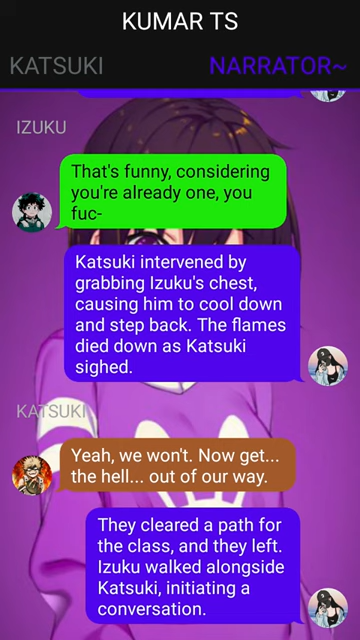 KUMAR TS
KATSUKI
NARRATOR~
IZUKU
That's funny, considering
you're already one, you
fuc-
Katsuki intervened by
grabbing Izuku's chest,
causing him to cool down
and step back. The flames
died down as Katsuki
sighed.
KATSUKI
Yeah, we won't. Now get...
the hell... out of our way.
They cleared a path for
the class, and they left.
Izuku walked alongside
Katsuki, initiating a
conversation.